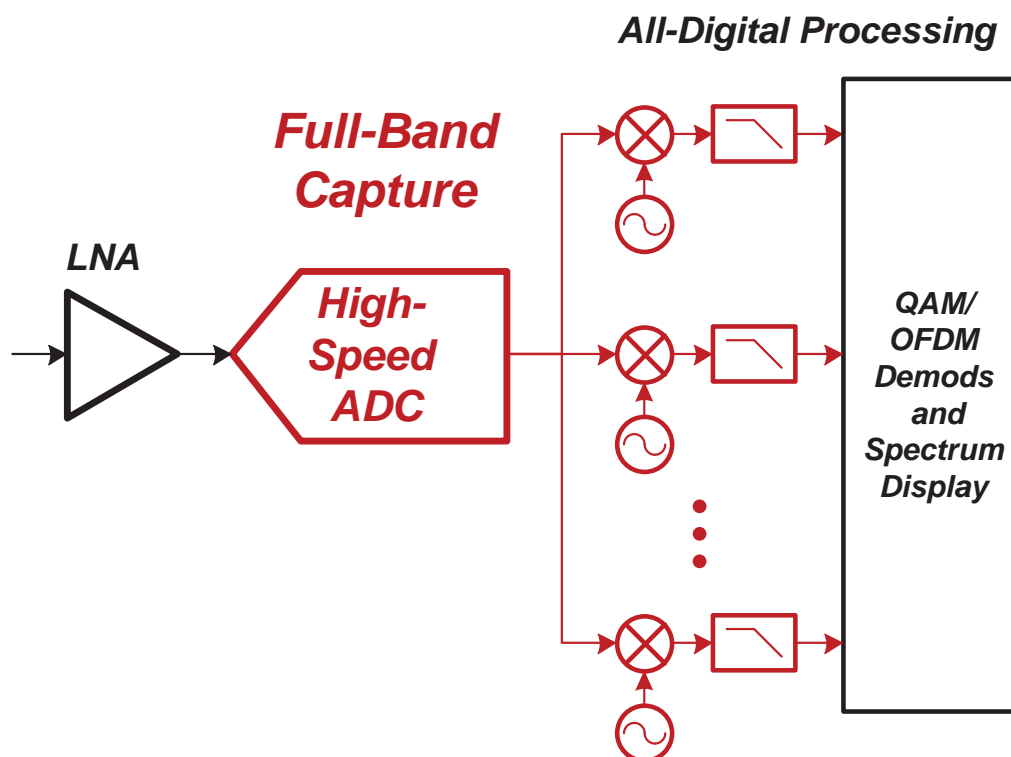 All-Digital Processing
Full-Band
Capture
LNA
High-
Speed
ADC
QAM/
OFDM
Demods
and
Spectrum
Display